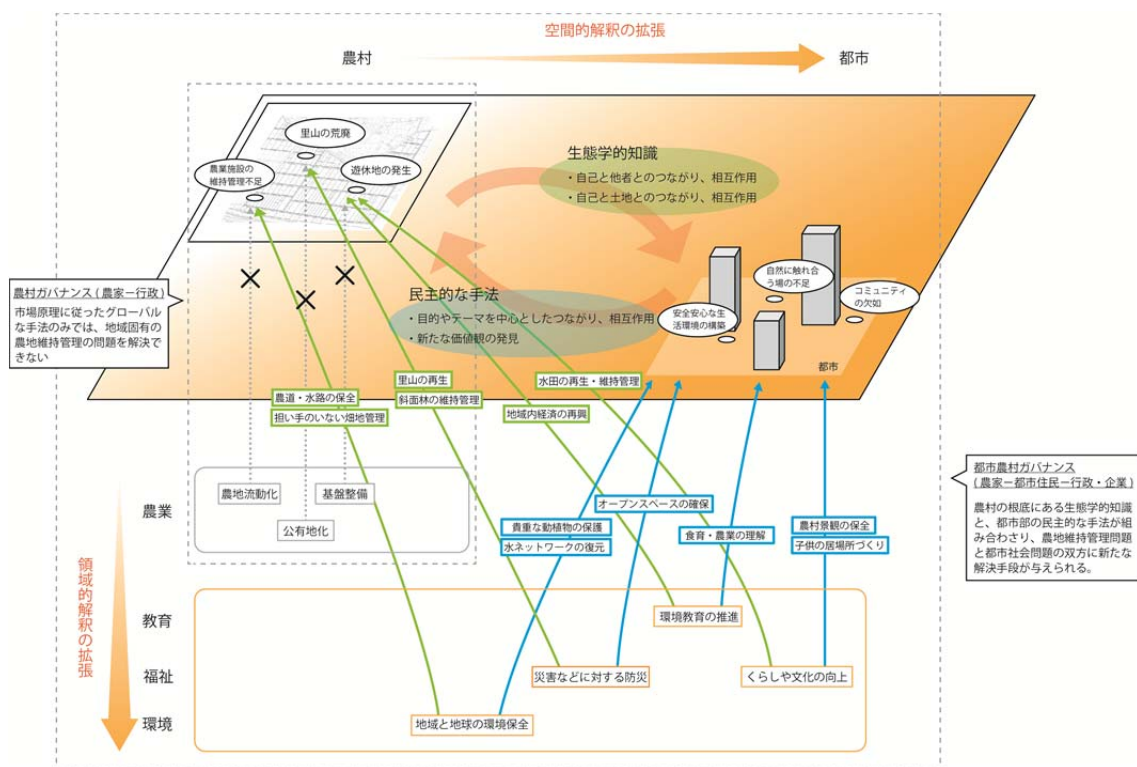 空間的解釈の拡張
農村
都市
里山の荒廃
農業施設の
維持管理不足
遊休地の発生
生態学的知識
・自己と他者とのつながり、相互作用
・自己と土地とのつながり、相互作用
自然に触れ合
う場の不足
コミュニティ
の欠如
安全安心な生
活環境の構築
都市
農村ガバナンス(農家－行政)
市場原理に従ったグローバル
な手法のみでは、地域固有の
農地維持管理の問題を解決で
きない
民主的な手法
・目的やテーマを中心としたつながり、相互作用
・新たな価値観の発見
里山の再生
斜面林の維持管理
水田の再生・維持管理
農道・水路の保全
担い手のいない畑地管理
地域内経済の再興
農業
農地流動化
基盤整備
公有地化
オープンスペースの確保
貴重な動植物の保護
水ネットワークの復元
食育・農業の理解
農村景観の保全
子供の居場所づくり
都市農村ガバナンス
(農家－都市住民－行政・企業)
農村の根底にある生態学的知識
と、都市部の民主的な手法が組
み合わさり、農地維持管理問題
と都市社会問題の双方に新たな
解決手段が与えられる。
領域的解釈の拡張
教育
環境教育の推進
福祉
災害などに対する防災
くらしや文化の向上
環境
地域と地球の環境保全